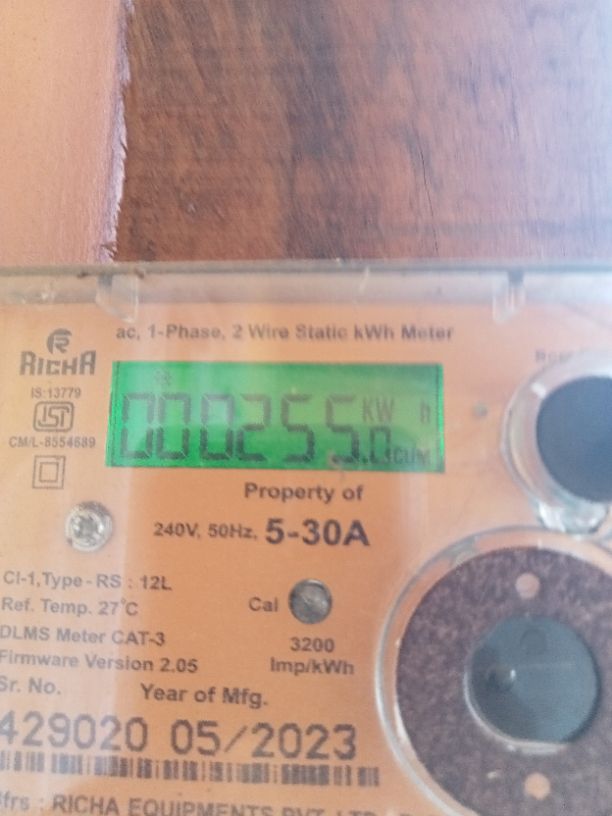 ac, 1-Phase, 2 Wire Static kWh Meter
RICHA
IS:13779
ISI
CM/L-8554689
000255.0 KW h
CUM
Property of
240V, 50Hz, 5-30A
Cl-1,Type - RS : 12L
Ref. Temp. 27°C
Cal
DLMS Meter CAT-3
3200
Firmware Version 2.05
Imp/kWh
Sr. No. Year of Mfg.
429020 05/2023
Mfrs : RICHA EQUIPMENTS PVT. LTD.